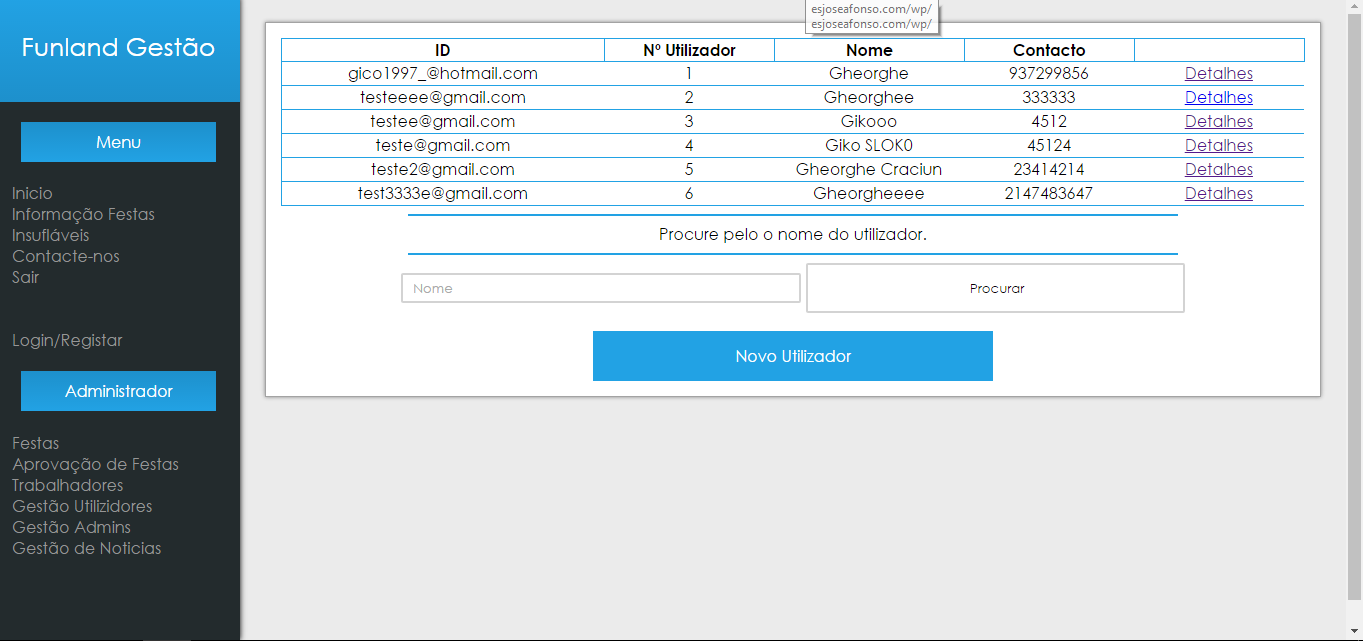 esjoseafonso.com/wp/
esjoseafonso.com/wp/
Funland Gestão
Menu
Inicio
Informação Festas
Insufláveis
Contacte-nos
Sair
Login/Registar
Administrador
Festas
Aprovação de Festas
Trabalhadores
Gestão Utilizidores
Gestão Admins
Gestão de Noticias
ID Nº Utilizador Nome Contacto
gico1997_@hotmail.com 1 Gheorghe 937299856 Detalhes
testeeee@gmail.com 2 Gheorghee 333333 Detalhes
testee@gmail.com 3 Gikooo 4512 Detalhes
teste@gmail.com 4 Giko SLOK0 45124 Detalhes
teste2@gmail.com 5 Gheorghe Craciun 23414214 Detalhes
test3333e@gmail.com 6 Gheorgheeee 2147483647 Detalhes
Procure pelo o nome do utilizador.
Nome Procurar
Novo Utilizador